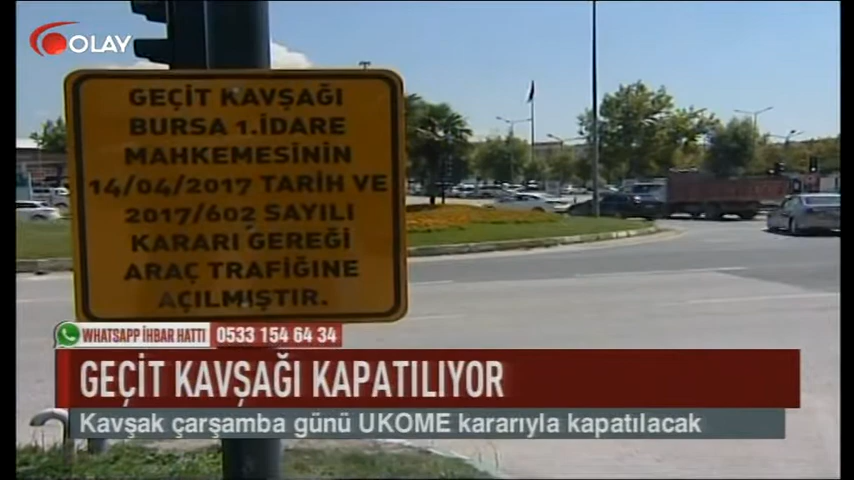 OLAY
GEÇİT KAVŞAĞI
BURSA 1.İDARE
MAHKEMESİNİN
14/04/2017 TARİH VE
2017/602 SAYILI
KARARI GEREĞİ
ARAÇ TRAFİĞİNE
AÇILMIŞTIR.
WHATSAPP İHBAR HATTI 0533 154 64 34
GEÇİT KAVŞAĞI KAPATILIYOR
Kavşak çarşamba günü UKOME kararıyla kapatılacak